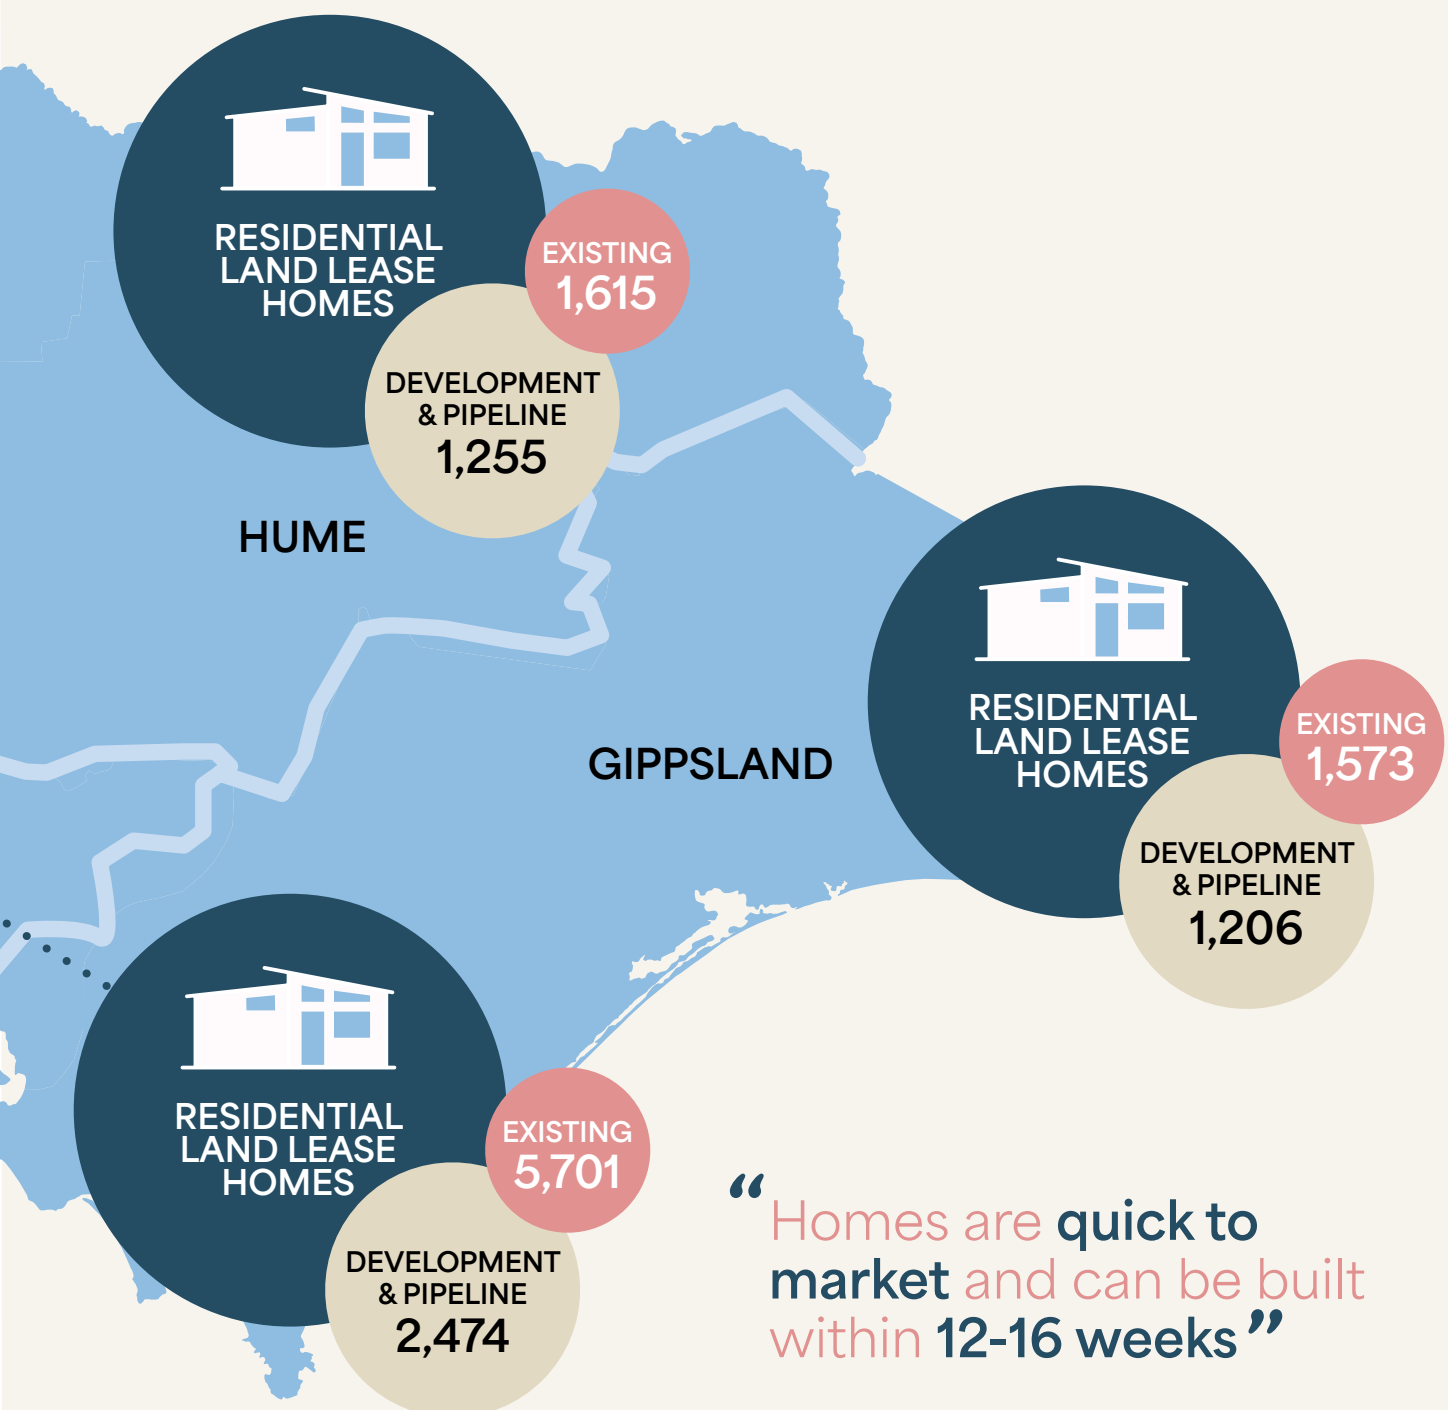 RESIDENTIAL
LAND LEASE
HOMES
EXISTING
1,615
DEVELOPMENT
& PIPELINE
1,255
HUME
RESIDENTIAL
LAND LEASE
HOMES
EXISTING
1,573
DEVELOPMENT
& PIPELINE
1,206
GIPPSLAND
RESIDENTIAL
LAND LEASE
HOMES
EXISTING
5,701
DEVELOPMENT
& PIPELINE
2,474
“Homes are quick to
market and can be built
within 12-16 weeks”